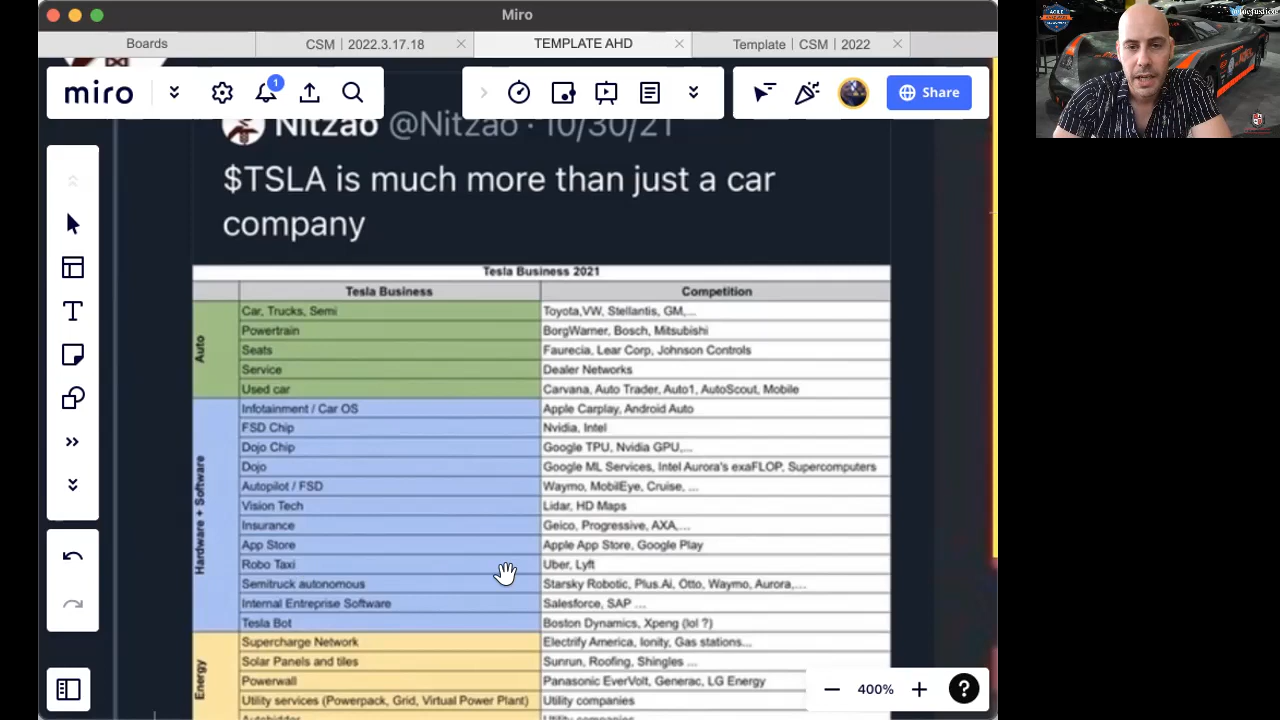 Miro
Boards
CSM | 2022.3.17.18
TEMPLATE AHD
Template | CSM | 2022
miro
1
Share
Nitzao @Nitzao · 10/30/21
$TSLA is much more than just a car
company
Tesla Business 2021
Tesla Business Competition
Auto
Car, Trucks, Semi Toyota,VW, Stellantis, GM,...
Powertrain BorgWarner, Bosch, Mitsubishi
Seats Faurecia, Lear Corp, Johnson Controls
Service Dealer Networks
Used car Carvana, Auto Trader, Auto1, AutoScout, Mobile
Hardware + Software
Infotainment / Car OS Apple Carplay, Android Auto
FSD Chip Nvidia, Intel
Dojo Chip Google TPU, Nvidia GPU,...
Dojo Google ML Services, Intel Aurora's exaFLOP, Supercomputers
Autopilot / FSD Waymo, MobilEye, Cruise, ...
Vision Tech Lidar, HD Maps
Insurance Geico, Progressive, AXA,...
App Store Apple App Store, Google Play
Robo Taxi Uber, Lyft
Semitruck autonomous Starsky Robotic, Plus.Ai, Otto, Waymo, Aurora,...
Internal Entreprise Software Salesforce, SAP ...
Tesla Bot Boston Dynamics, Xpeng (lol ?)
Energy
Supercharge Network Electrify America, Ionity, Gas stations...
Solar Panels and tiles Sunrun, Roofing, Shingles ...
Powerwall Panasonic EverVolt, Generac, LG Energy
Utility services (Powerpack, Grid, Virtual Power Plant) Utility companies
Autobidder Utility companies
400%
?
AGILE